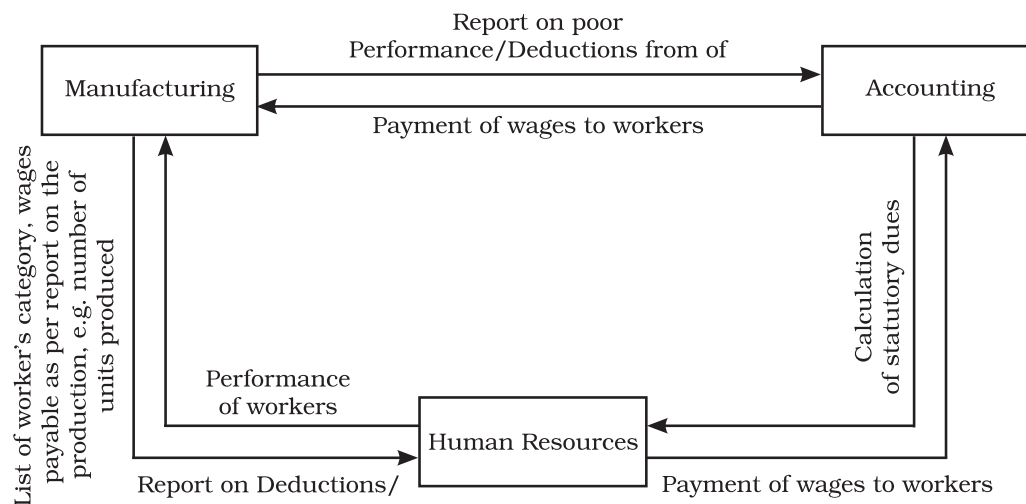 Report on poor
Performance/Deductions from of
Manufacturing
Accounting
Payment of wages to workers
List of worker's category, wages
payable as per report on the
production, e.g. number of
units produced
Calculation
of statutory dues
Performance
of workers
Human Resources
Report on Deductions/
Payment of wages to workers